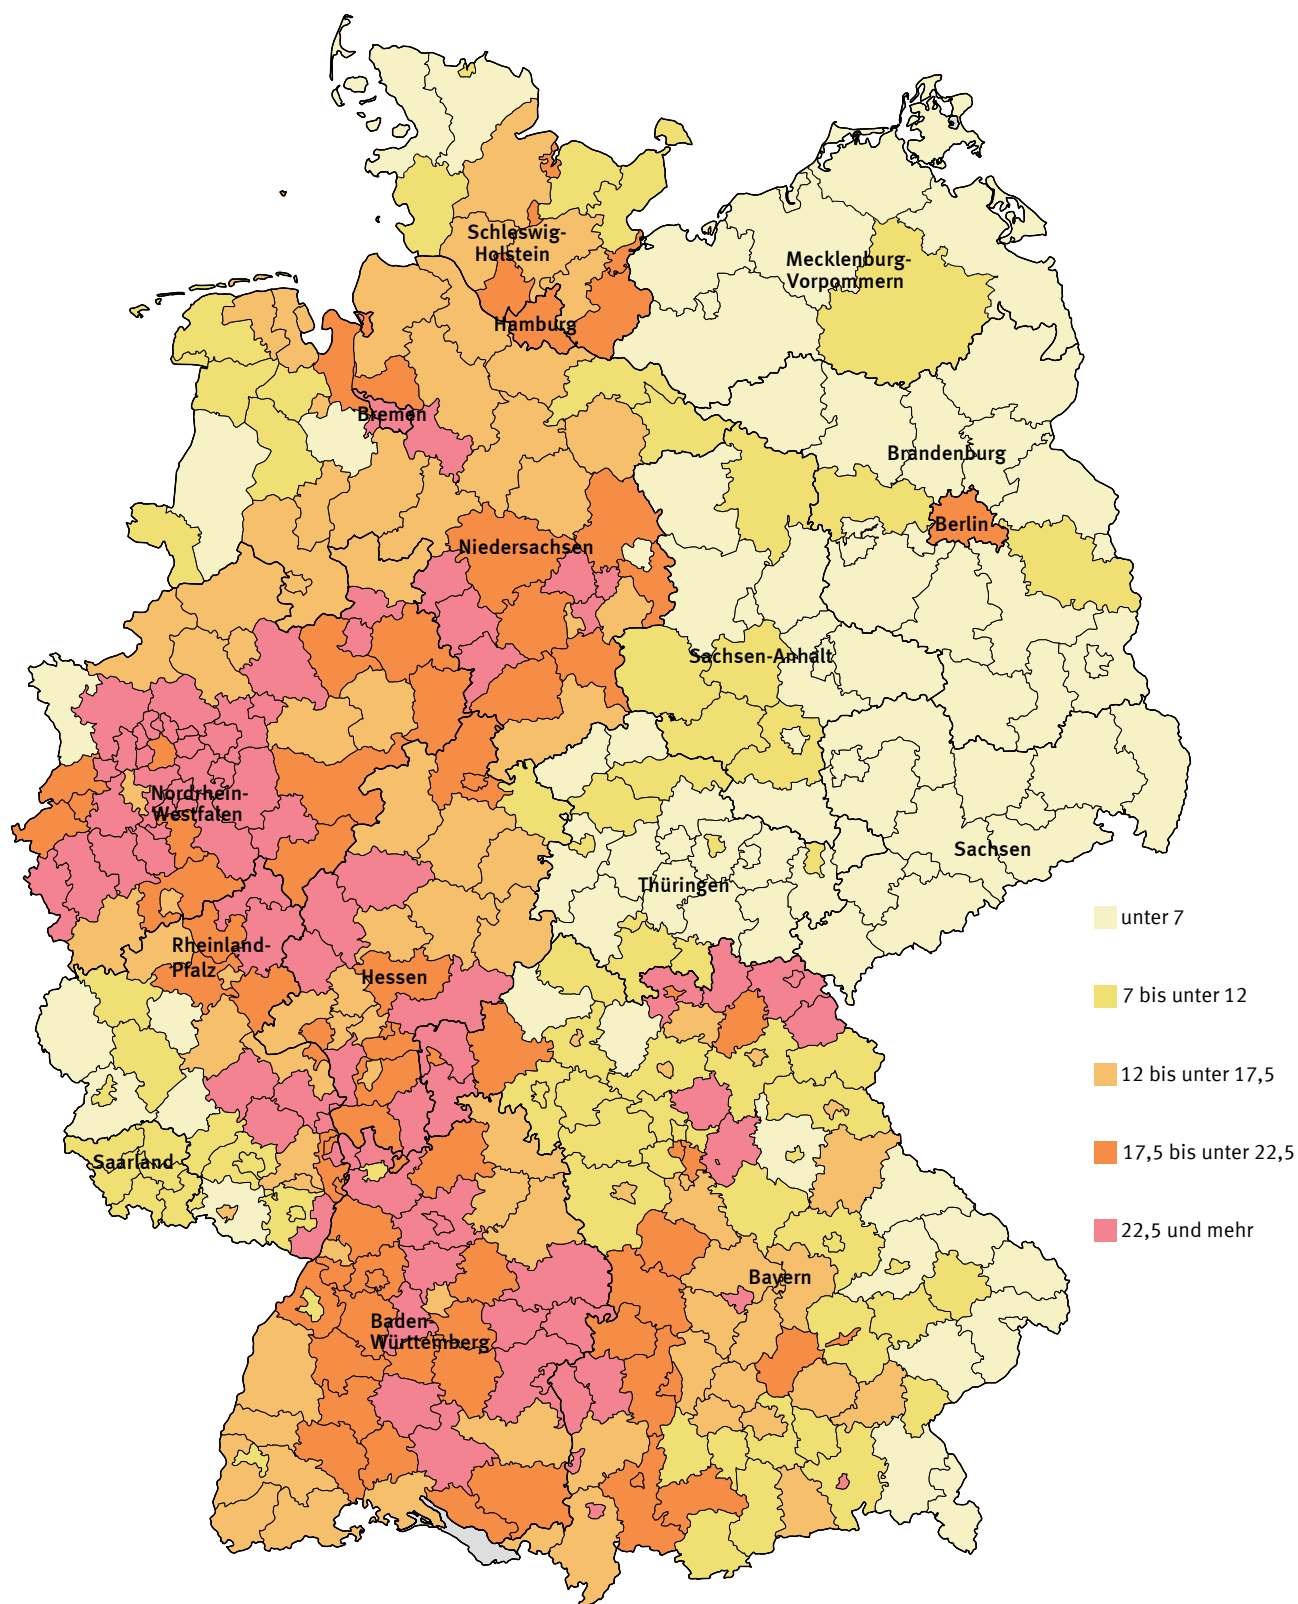 Schleswig-
Holstein
Mecklenburg-
Vorpommern
Hamburg
Bremen
Brandenburg
Berlin
Niedersachsen
Sachsen-Anhalt
Nordrhein-
Westfalen
Sachsen
Thüringen
Rheinland-
Pfalz
Hessen
Saarland
Bayern
Baden-
Württemberg
unter 7
7 bis unter 12
12 bis unter 17,5
17,5 bis unter 22,5
22,5 und mehr